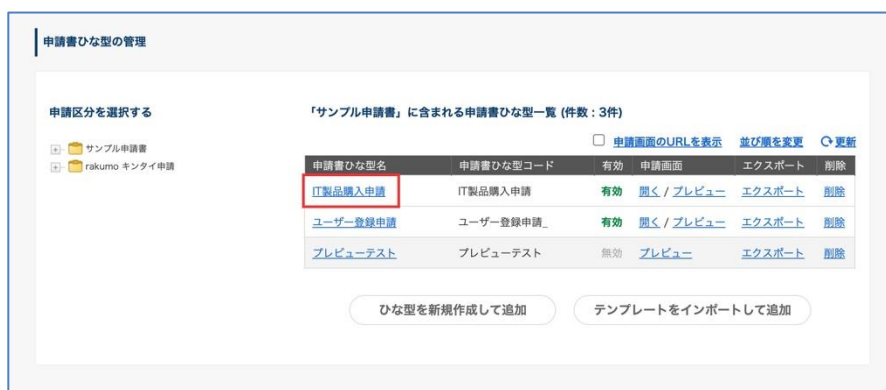 申請書ひな型の管理
申請区分を選択する
サンプル申請書
rakumo キンタイ申請
「サンプル申請書」に含まれる申請書ひな型一覧 (件数 : 3件)
申請画面のURLを表示 並び順を変更 更新
申請書ひな型名 申請書ひな型コード 有効 申請画面 エクスポート 削除
IT製品購入申請 IT製品購入申請 有効 開く / プレビュー エクスポート 削除
ユーザー登録申請 ユーザー登録申請_ 有効 開く / プレビュー エクスポート 削除
プレビューテスト プレビューテスト 無効 プレビュー エクスポート 削除
ひな型を新規作成して追加 テンプレートをインポートして追加